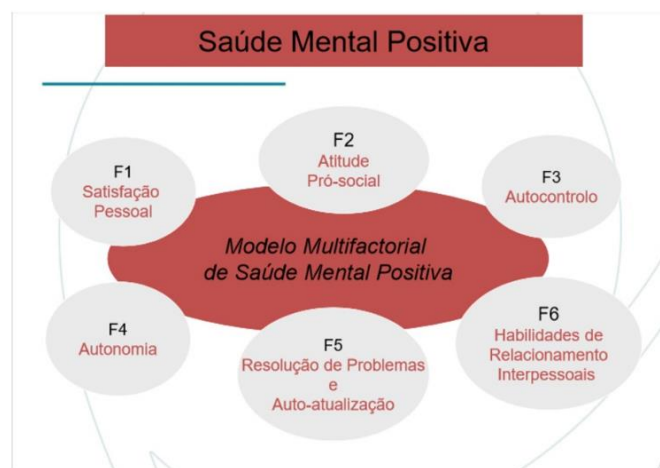 Saúde Mental Positiva
F1
Satisfação
Pessoal
F2
Atitude
Pró-social
F3
Autocontrolo
Modelo Multifactorial
de Saúde Mental Positiva
F4
Autonomia
F5
Resolução de Problemas
e
Auto-atualização
F6
Habilidades de
Relacionamento
Interpessoais